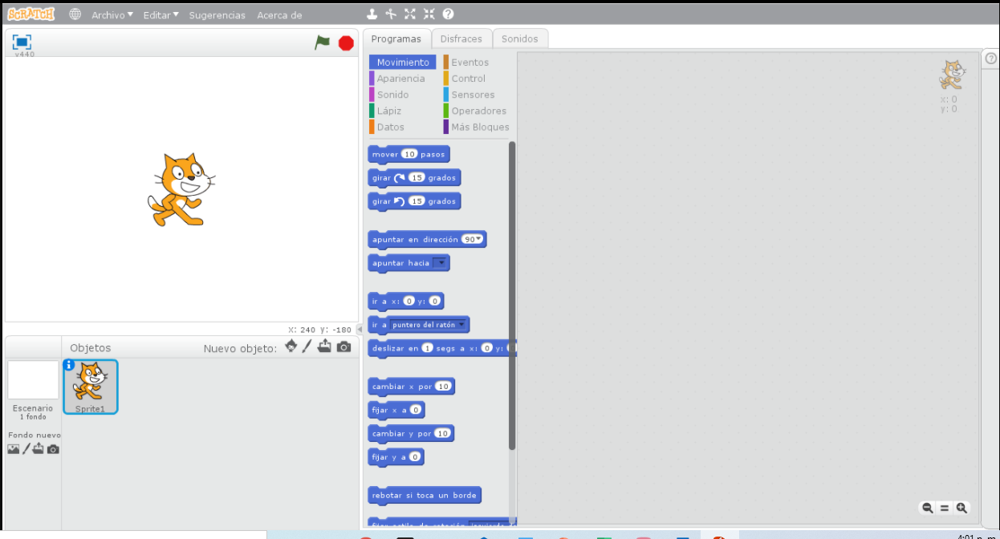 SCRATCH Archivo Editar Sugerencias Acerca de
v440
X: 240 y: -180
Objetos Nuevo objeto:
Sprite1
Escenario
1 fondo
Fondo nuevo
Programas Disfraces Sonidos
Movimiento Eventos
Apariencia Control
Sonido Sensores
Lápiz Operadores
Datos Más Bloques
mover 10 pasos
girar 15 grados
girar 15 grados
apuntar en dirección 90
apuntar hacia
ir a x: 0 y: 0
ir a puntero del ratón
deslizar en 1 segs a x: 0 y:
cambiar x por 10
fijar x a 0
cambiar y por 10
fijar y a 0
rebotar si toca un borde
fijar estilo de rotación
x: 0
y: 0
4:01 p. m.